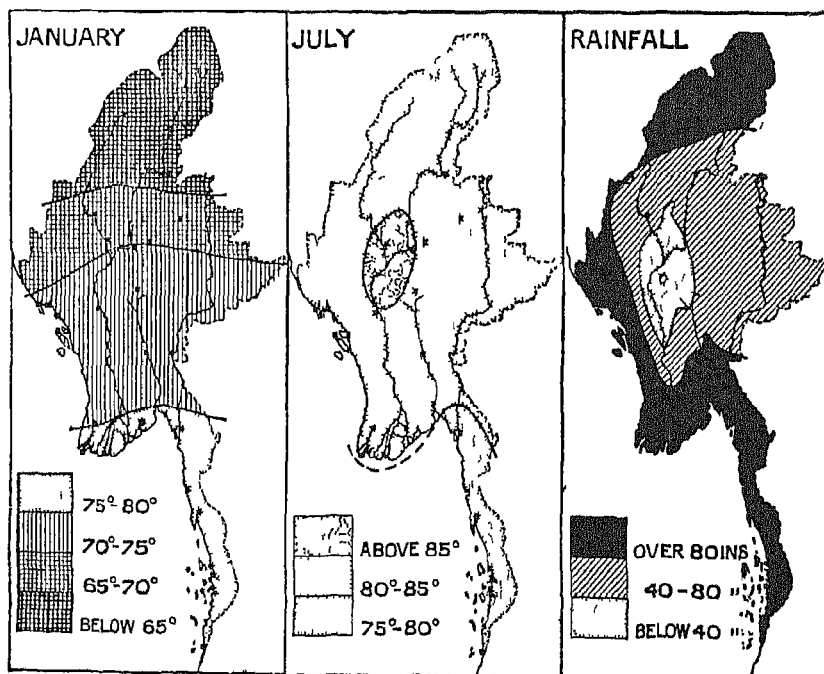 JANUARY
75°-80°
70°-75°
65°-70°
BELOW 65°
JULY
ABOVE 85°
80°-85°
75°-80°
RAINFALL
OVER 80INS
40-80 "
BELOW 40 "